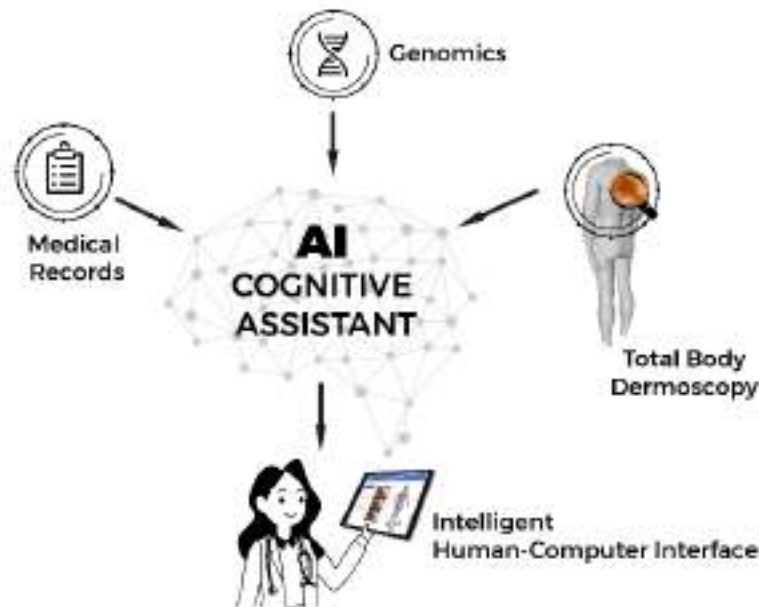 Genomics
Medical
Records
AI
COGNITIVE
ASSISTANT
Total Body
Dermoscopy
Intelligent
Human-Computer Interface